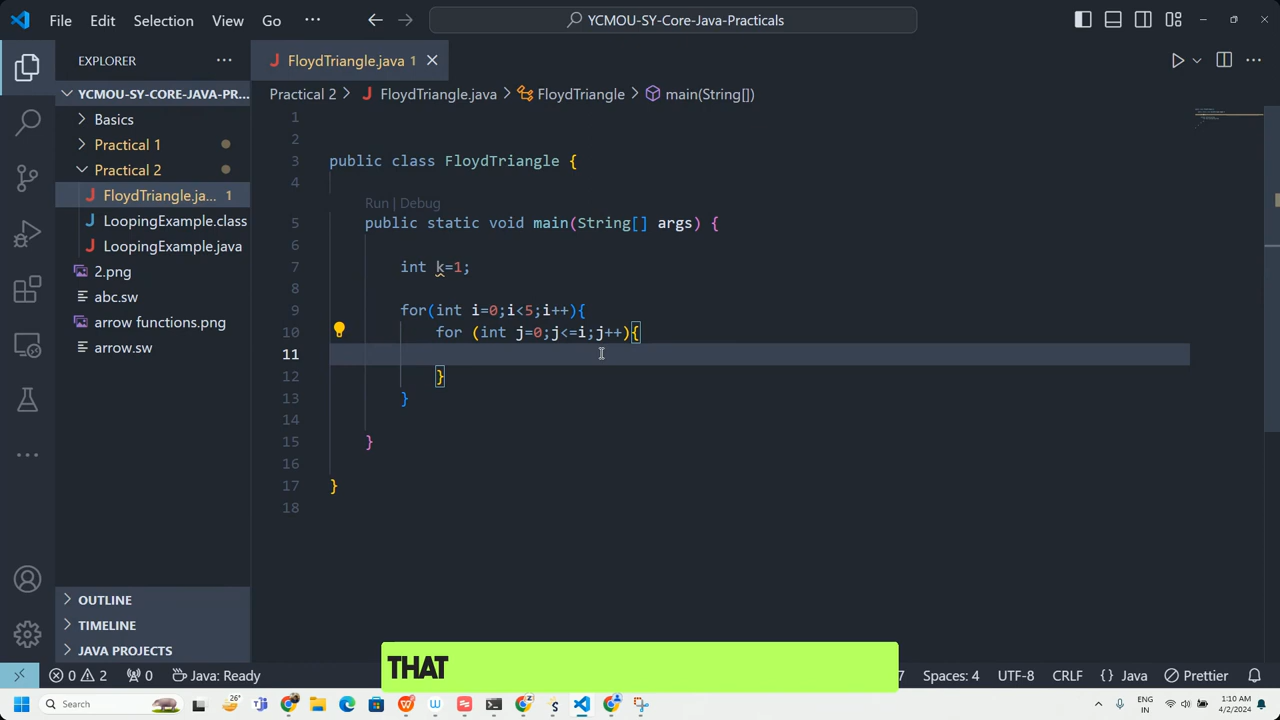 File Edit Selection View Go ··· YCMOU-SY-Core-Java-Practicals
EXPLORER ···
FloydTriangle.java 1
YCMOU-SY-CORE-JAVA-PR...
Practical 2 > FloydTriangle.java > FloydTriangle > main(String[])
Basics
Practical 1
Practical 2
FloydTriangle.ja... 1
LoopingExample.class
LoopingExample.java
2.png
abc.sw
arrow functions.png
arrow.sw
1
2
3 public class FloydTriangle {
4
Run | Debug
5 public static void main(String[] args) {
6
7 int k=1;
8
9 for(int i=0;i<5;i++){
10 for (int j=0;j<=i;j++){
11
12 }
13 }
14
15 }
16
17 }
18
OUTLINE
TIMELINE
JAVA PROJECTS
THAT
0 2 0 Java: Ready 7 Spaces: 4 UTF-8 CRLF {} Java Prettier
Search 26° ENG IN 1:10 AM 4/2/2024